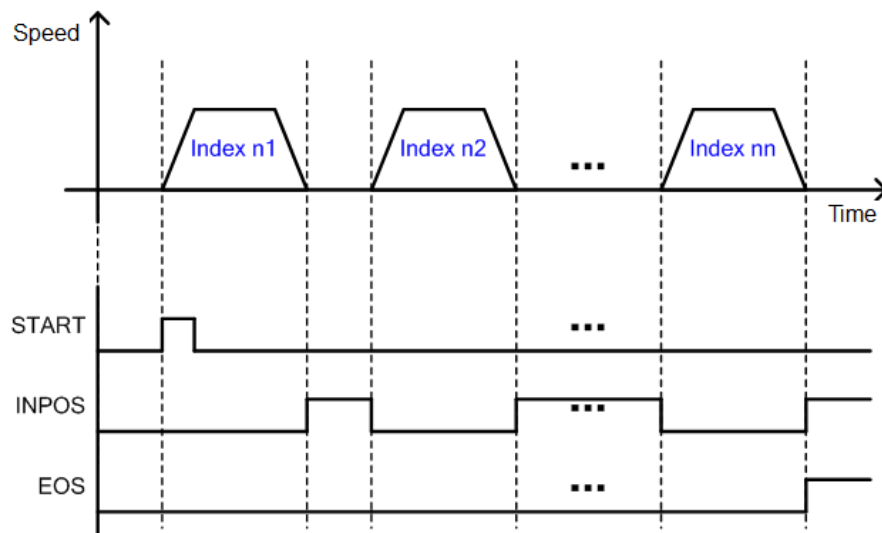 Speed
Index n1
Index n2
...
Index nn
Time
START
...
INPOS
...
EOS
...